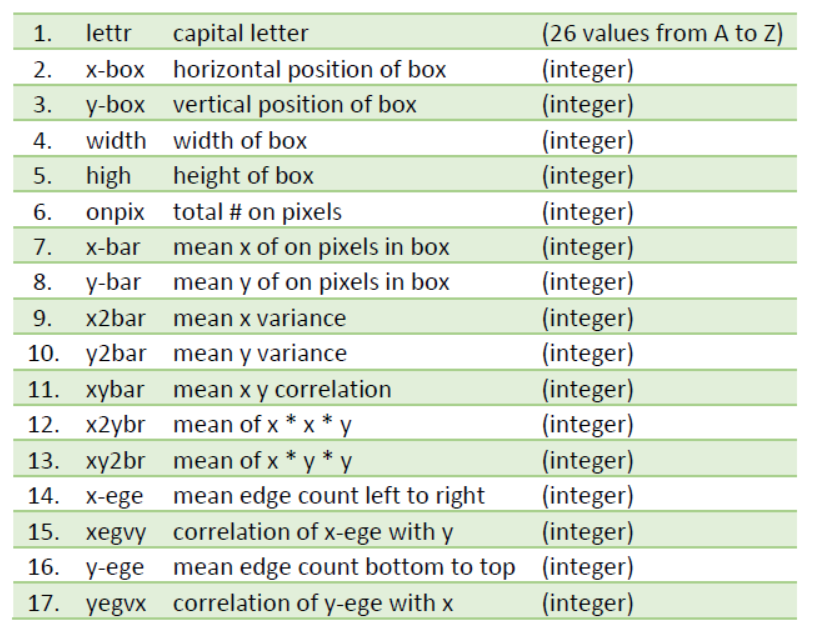 1. lettr capital letter (26 values from A to Z)
2. x-box horizontal position of box (integer)
3. y-box vertical position of box (integer)
4. width width of box (integer)
5. high height of box (integer)
6. onpix total # on pixels (integer)
7. x-bar mean x of on pixels in box (integer)
8. y-bar mean y of on pixels in box (integer)
9. x2bar mean x variance (integer)
10. y2bar mean y variance (integer)
11. xybar mean x y correlation (integer)
12. x2ybr mean of x * x * y (integer)
13. xy2br mean of x * y * y (integer)
14. x-ege mean edge count left to right (integer)
15. xegvy correlation of x-ege with y (integer)
16. y-ege mean edge count bottom to top (integer)
17. yegvx correlation of y-ege with x (integer)